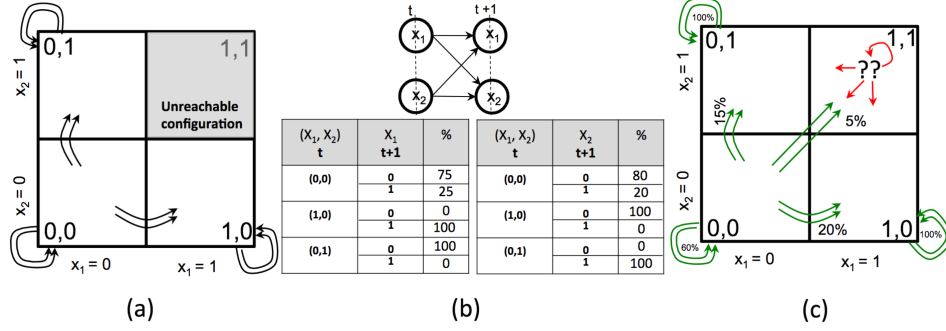 0,1
1,1
Unreachable
configuration
x2 = 1
x2 = 0
0,0
1,0
x1 = 0
x1 = 1
(a)
t
t+1
X1
X1
X2
X2
(X1, X2)
t
X1
t+1
%
(0,0)
0
75
1
25
(1,0)
0
0
1
100
(0,1)
0
100
1
0
(X1, X2)
t
X2
t+1
%
(0,0)
0
80
1
20
(1,0)
0
100
1
0
(0,1)
0
0
1
100
(b)
100%
0,1
1,1
??
x2 = 1
15%
5%
x2 = 0
0,0
1,0
20%
60%
100%
x1 = 0
x1 = 1
(c)